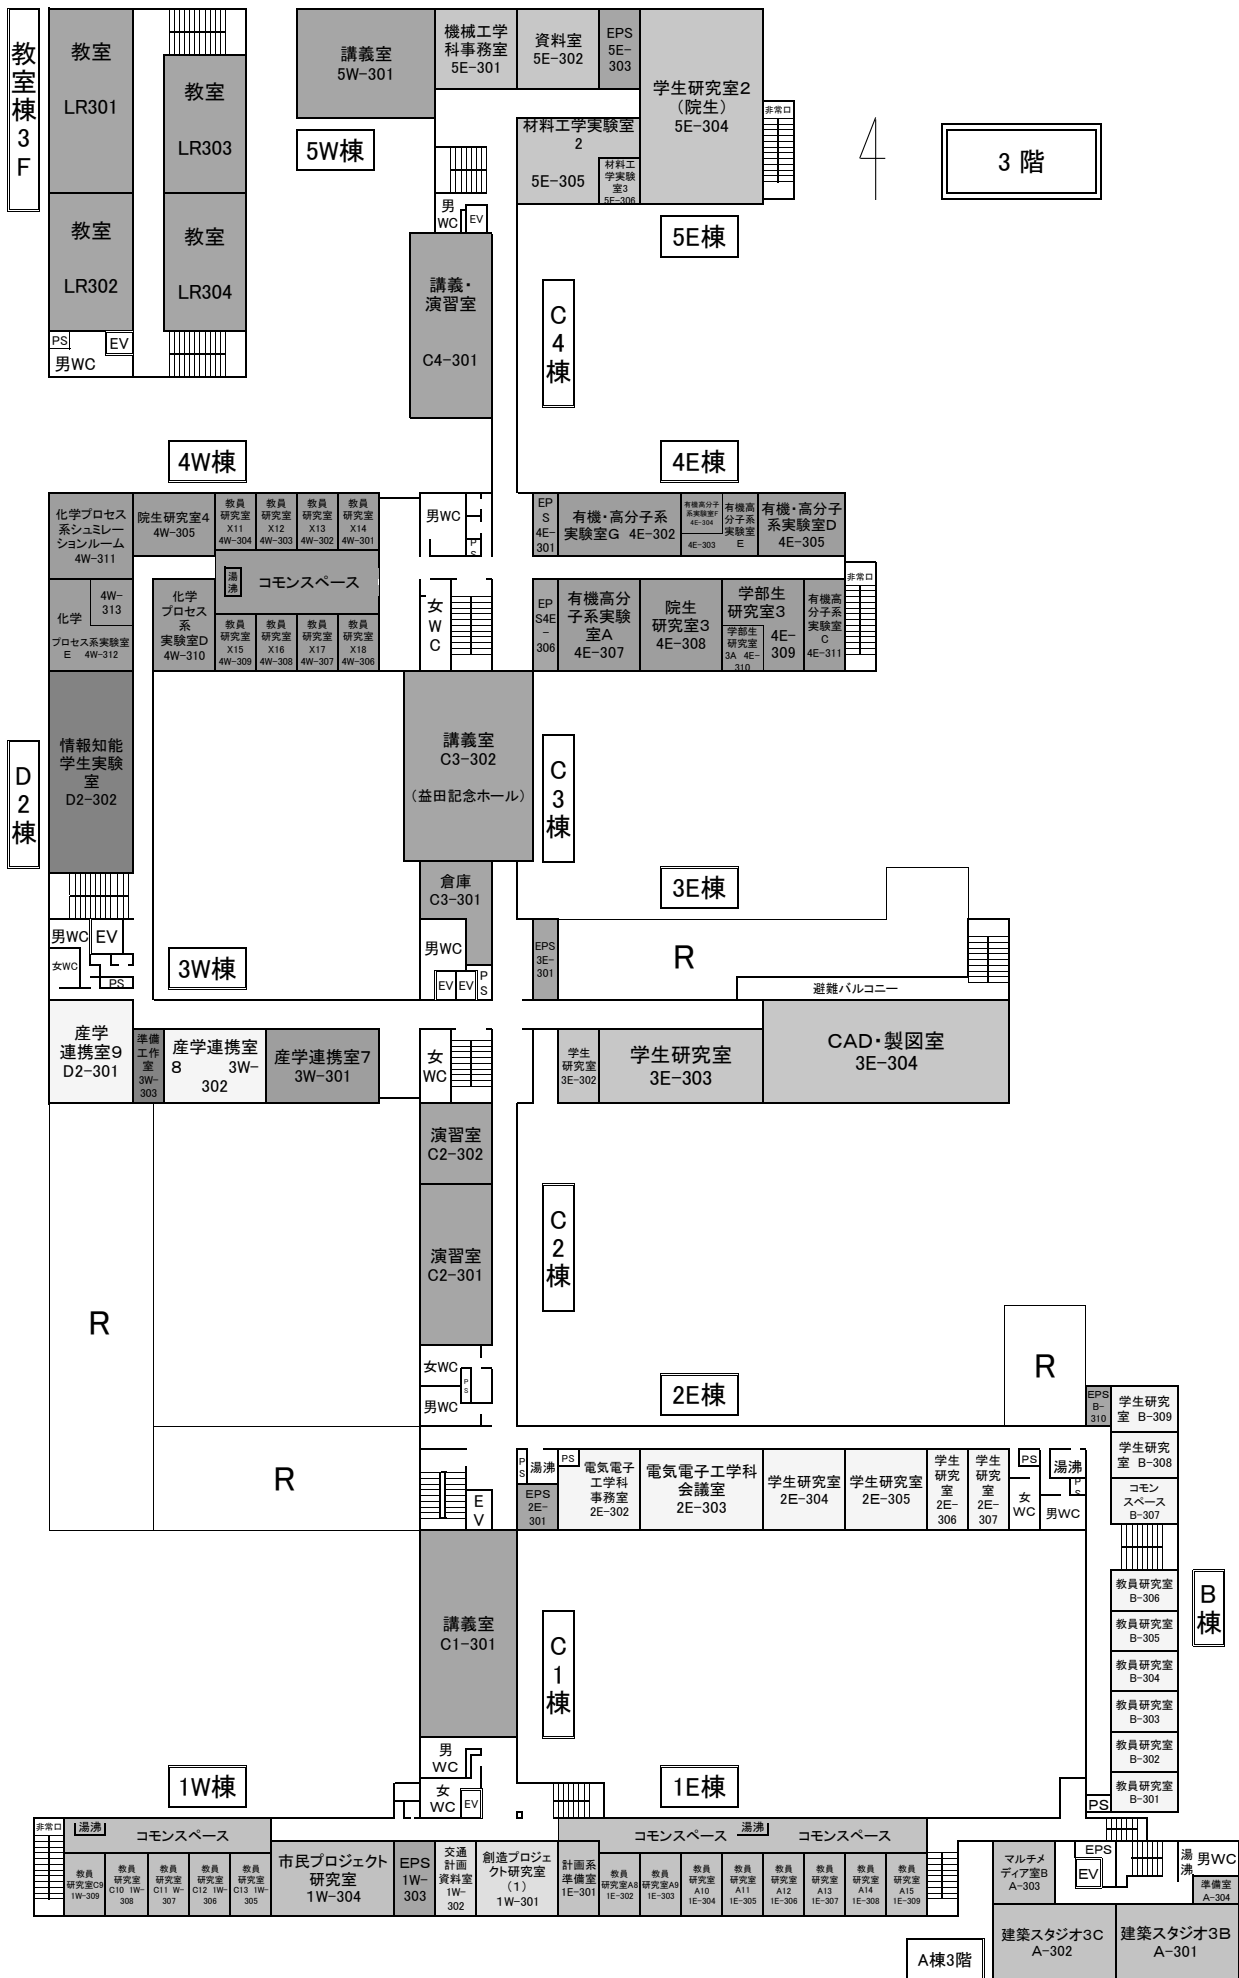 教室棟3F
教室
LR301
教室
LR303
教室
LR302
教室
LR304
PS
EV
男WC
講義室
5W-301
5W棟
機械工学
科事務室
5E-301
資料室
5E-302
EPS
5E-
303
学生研究室2
(院生)
5E-304
非常口
材料工学実験室
2
5E-305
材料工
学実験
室3
5E-306
3 階
5E棟
男
WC
EV
講義・
演習室
C4-301
C4棟
4W棟
4E棟
化学プロセス
系シュミレー
ションルーム
4W-311
院生研究室4
4W-305
教員
研究室
X11
4W-304
教員
研究室
X12
4W-303
教員
研究室
X13
4W-302
教員
研究室
X14
4W-301
湯沸
コモンスペース
4W-
313
化学
プロセス系実験室
E 4W-312
化学
プロセス
系
実験室D
4W-310
教員
研究室
X15
4W-309
教員
研究室
X16
4W-308
教員
研究室
X17
4W-307
教員
研究室
X18
4W-306
男WC
PS
女WC
EP
S
4E-
301
有機・高分子系
実験室G 4E-302
有機高分子
系実験室F
4E-304
4E-303
有機高
分子系
実験室
E
有機・高分子
系実験室D
4E-305
非常口
EP
S4E
-
306
有機高分
子系実験
室A
4E-307
院生
研究室3
4E-308
学部生
研究室3
4E-
309
学部生
研究室
3A 4E-
310
有機高
分子系
実験室
C
4E-311
D2棟
情報知能
学生実験
室
D2-302
講義室
C3-302
(益田記念ホール)
C3棟
倉庫
C3-301
3E棟
男WC
EV
女WC
PS
3W棟
男WC
EV
EV
PS
EPS
3E-
301
R
避難バルコニー
産学
連携室9
D2-301
準備
工作
室
3W-
303
産学連携室
8 3W-
302
産学連携室7
3W-301
女
WC
学生
研究室
3E-302
学生研究室
3E-303
CAD・製図室
3E-304
演習室
C2-302
演習室
C2-301
C2棟
R
R
R
女WC
PS
男WC
2E棟
EPS
B-
310
学生研究
室 B-309
学生研究
室 B-308
コモン
スペース
B-307
EV
PS
湯沸
EPS
2E-
301
PS
電気電子
工学科
事務室
2E-302
電気電子工学科
会議室
2E-303
学生研究室
2E-304
学生研究室
2E-305
学生
研究
室
2E-
306
学生
研究
室
2E-
307
PS
女
WC
湯沸
PS
男WC
講義室
C1-301
C1棟
教員研究室
B-306
教員研究室
B-305
教員研究室
B-304
教員研究室
B-303
教員研究室
B-302
教員研究室
B-301
B棟
PS
男
WC
女
WC
EV
1W棟
1E棟
非常口
湯沸
コモンスペース
教員
研究室C9
1W-309
教員
研究室
C10 1W-
308
教員
研究室
C11 W-
307
教員
研究室
C12 1W-
306
教員
研究室
C13 1W-
305
市民プロジェクト
研究室
1W-304
EPS
1W-
303
交通
計画
資料室
1W-
302
創造プロジェ
クト研究室
(1)
1W-301
コモンスペース
湯沸
コモンスペース
計画系
準備室
1E-301
教員
研究室A8
1E-302
教員
研究室A9
1E-303
教員
研究室
A10
1E-304
教員
研究室
A11
1E-305
教員
研究室
A12
1E-306
教員
研究室
A13
1E-307
教員
研究室
A14
1E-308
教員
研究室
A15
1E-309
マルチメ
ディア室B
A-303
EPS
EV
湯沸
男WC
準備室
A-304
建築スタジオ3C
A-302
建築スタジオ3B
A-301
A棟3階